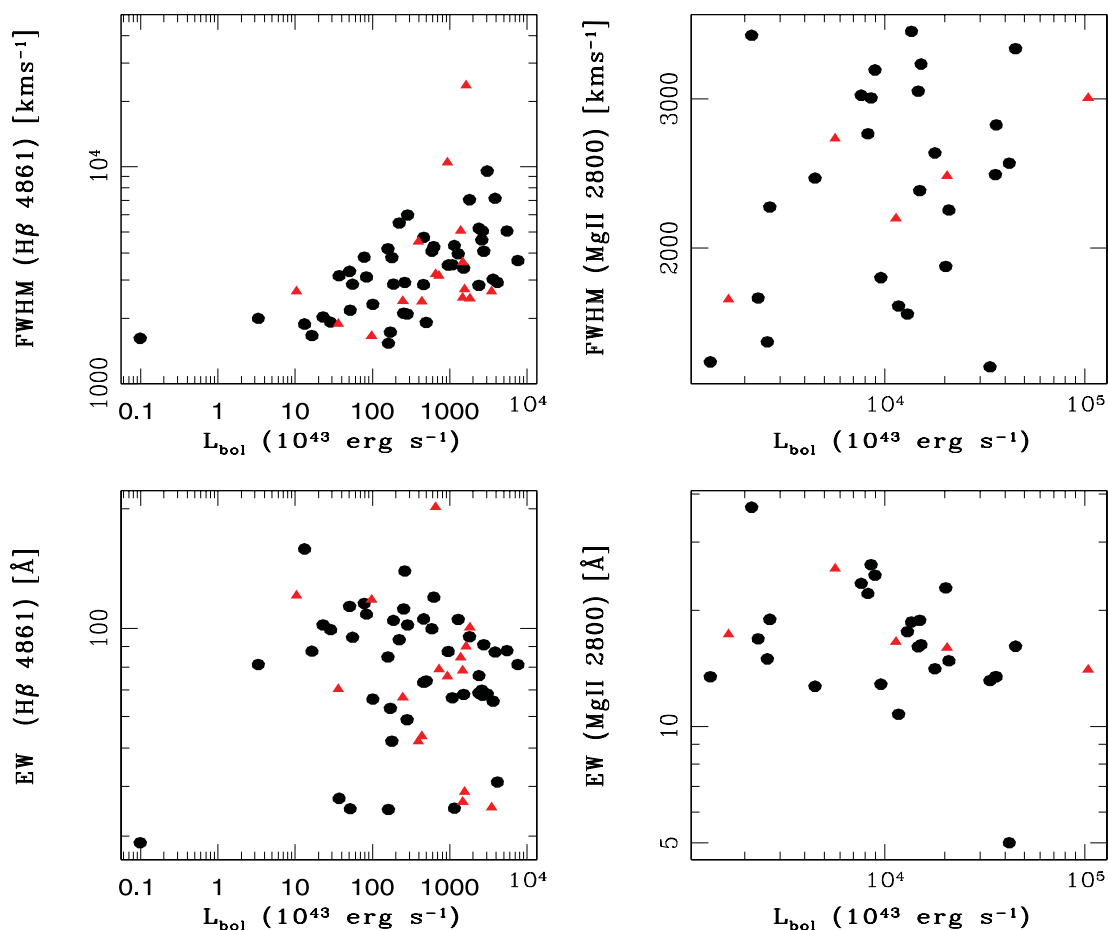 FWHM (Hβ 4861) [kms⁻¹]
10⁴
1000
0.1 1 10 100 1000 10⁴
L_bol (10⁴³ erg s⁻¹)
FWHM (MgII 2800) [kms⁻¹]
3000
2000
10⁴ 10⁵
L_bol (10⁴³ erg s⁻¹)
EW (Hβ 4861) [Å]
100
0.1 1 10 100 1000 10⁴
L_bol (10⁴³ erg s⁻¹)
EW (MgII 2800) [Å]
10
5
10⁴ 10⁵
L_bol (10⁴³ erg s⁻¹)